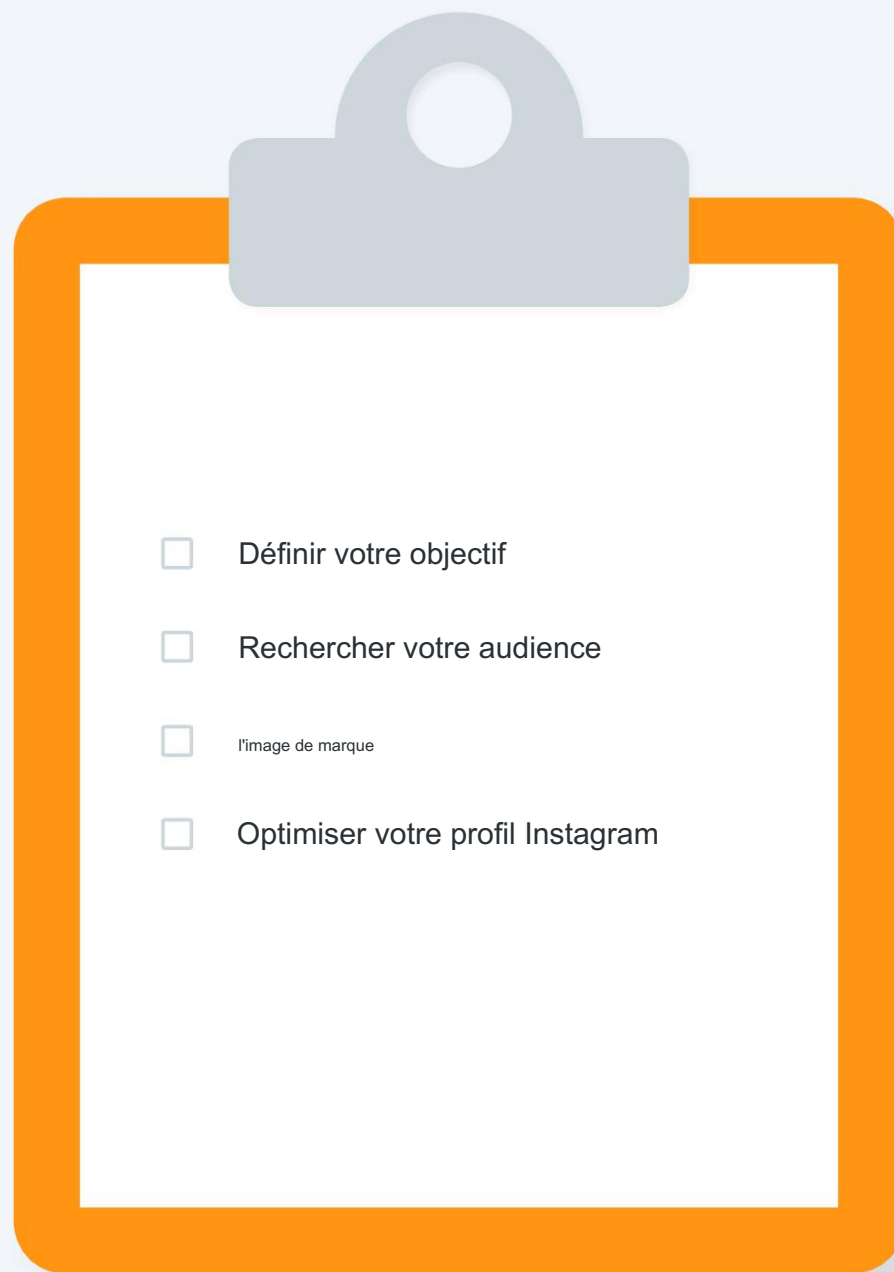 Définir votre objectif
Rechercher votre audience
l'image de marque
Optimiser votre profil Instagram